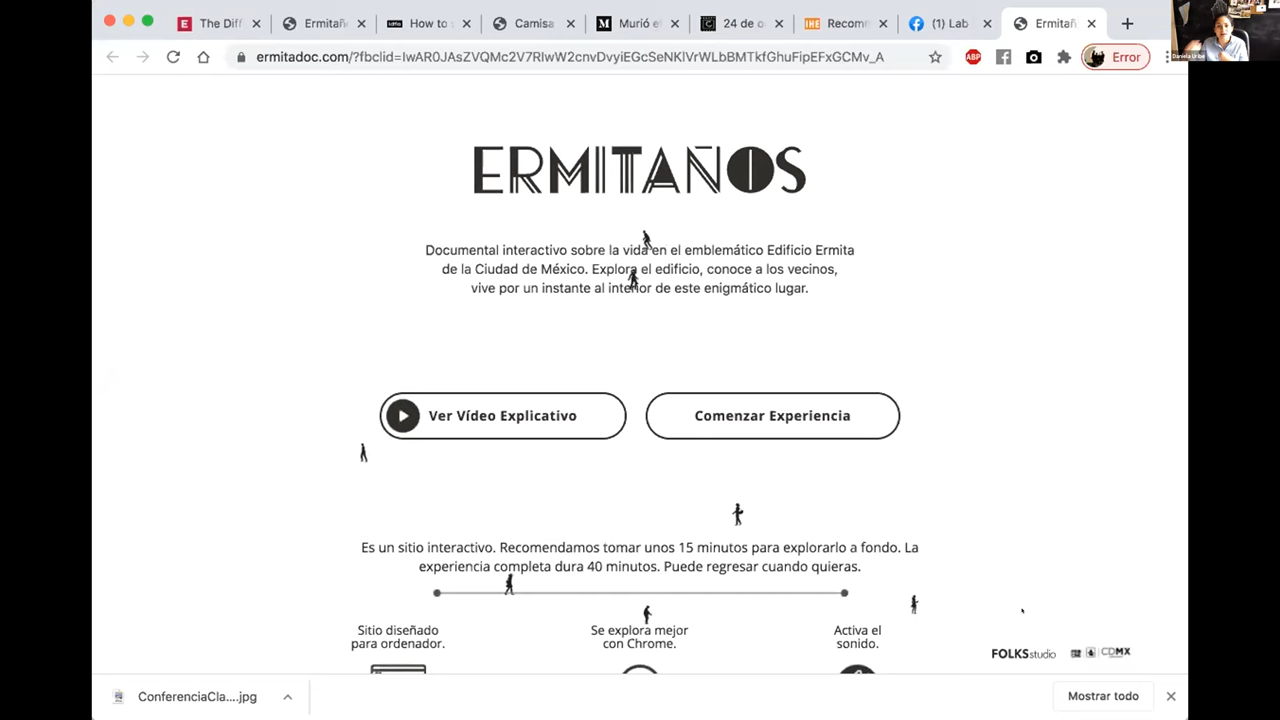 The Diff
Ermitañ
How to
Camisa
Murió e
24 de o
Recom
(1) Lab
Ermitañ
ermitadoc.com/?fbclid=IwAR0JAsZVQMc2V7RIwW2cnvDvyiEGcSeNKlVrWLbBMTkfGhuFipEFxGCMv_A
ABP
Error
ERMITAÑOS
Documental interactivo sobre la vida en el emblemático Edificio Ermita
de la Ciudad de México. Explora el edificio, conoce a los vecinos,
vive por un instante al interior de este enigmático lugar.
Ver Vídeo Explicativo
Comenzar Experiencia
Es un sitio interactivo. Recomendamos tomar unos 15 minutos para explorarlo a fondo. La
experiencia completa dura 40 minutos. Puede regresar cuando quieras.
Sitio diseñado
para ordenador.
Se explora mejor
con Chrome.
Activa el
sonido.
FOLKSstudio
CDMX
ConferenciaCla....jpg
Mostrar todo